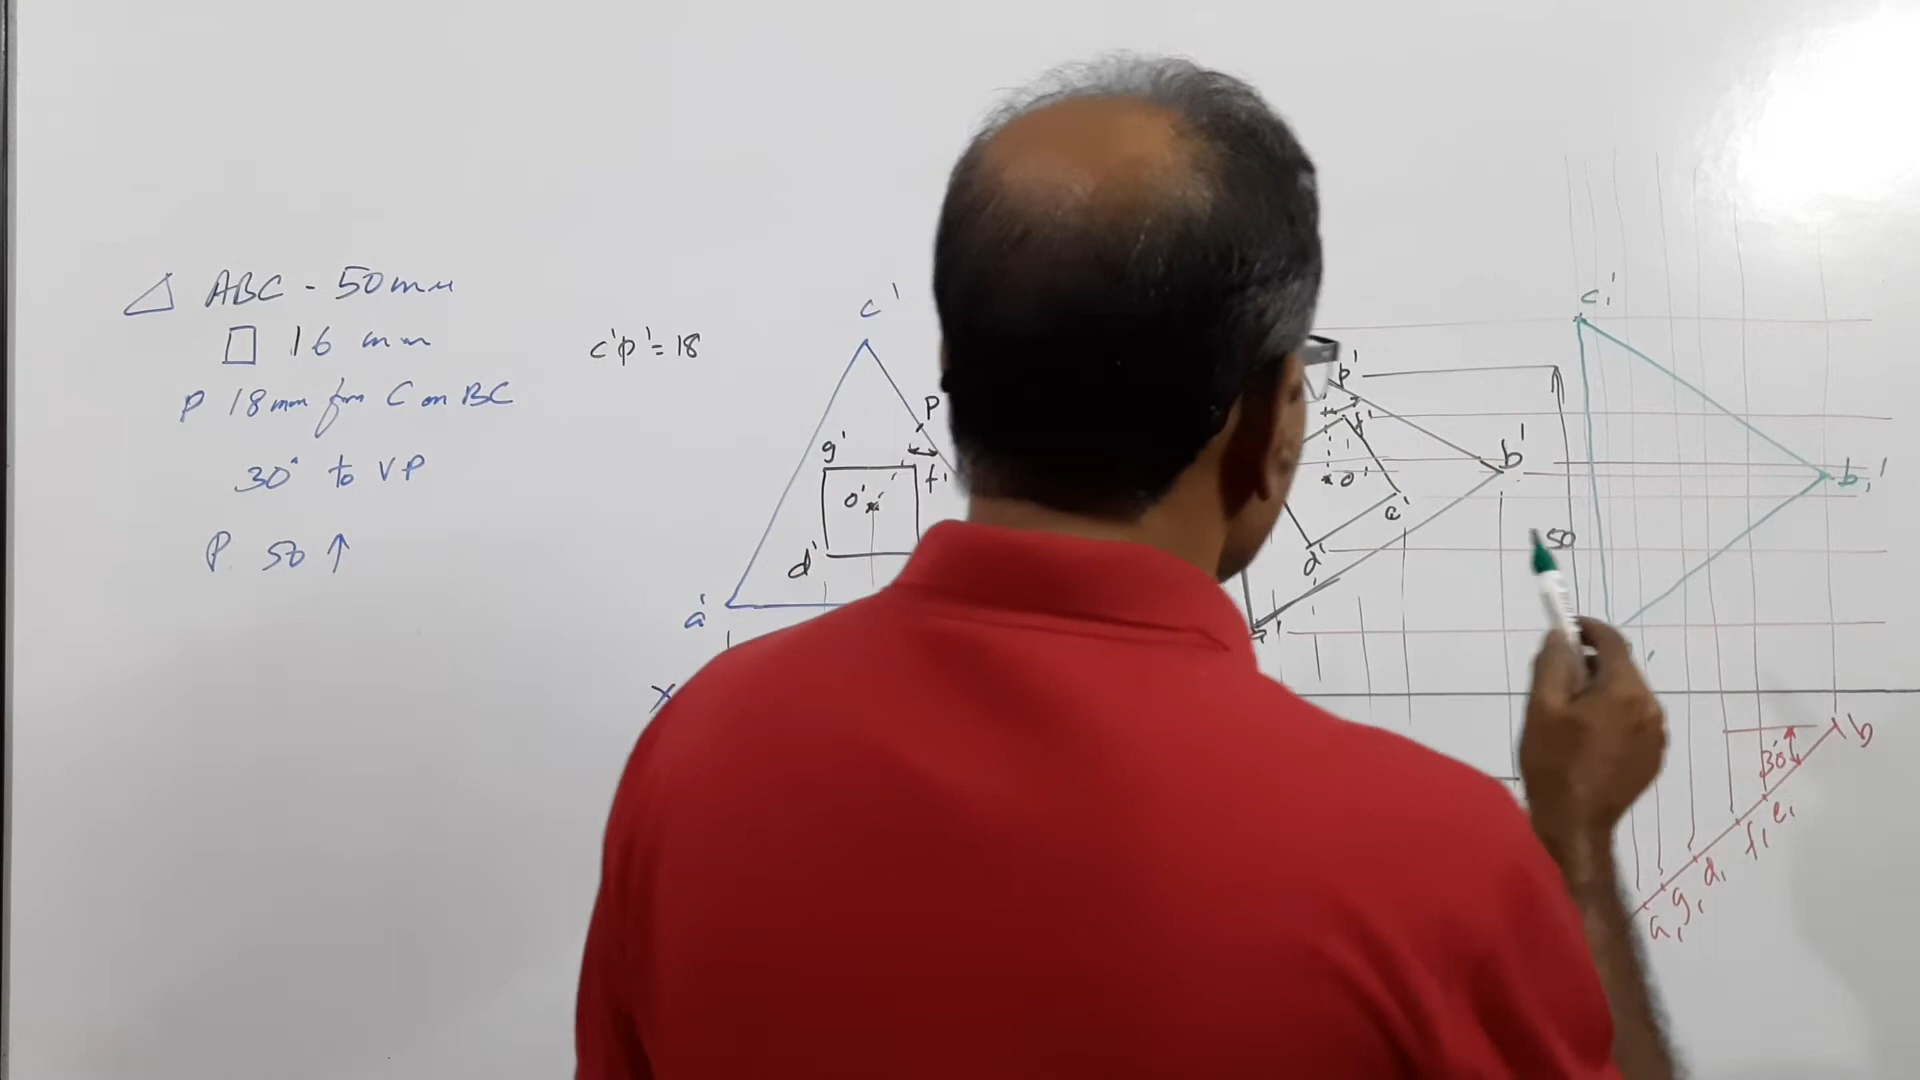 △ ABC - 50mm
□ 16 mm
P 18mm from C on BC
30° to VP
P 50 ↑
c'p' = 18
c'
P
g'
f'
o'
d'
a'
X
p'
f'
o'
b'
e'
d'
a'
50
c₁'
b₁'
b
30°
e₁
f₁
d₁
g₁
a₁